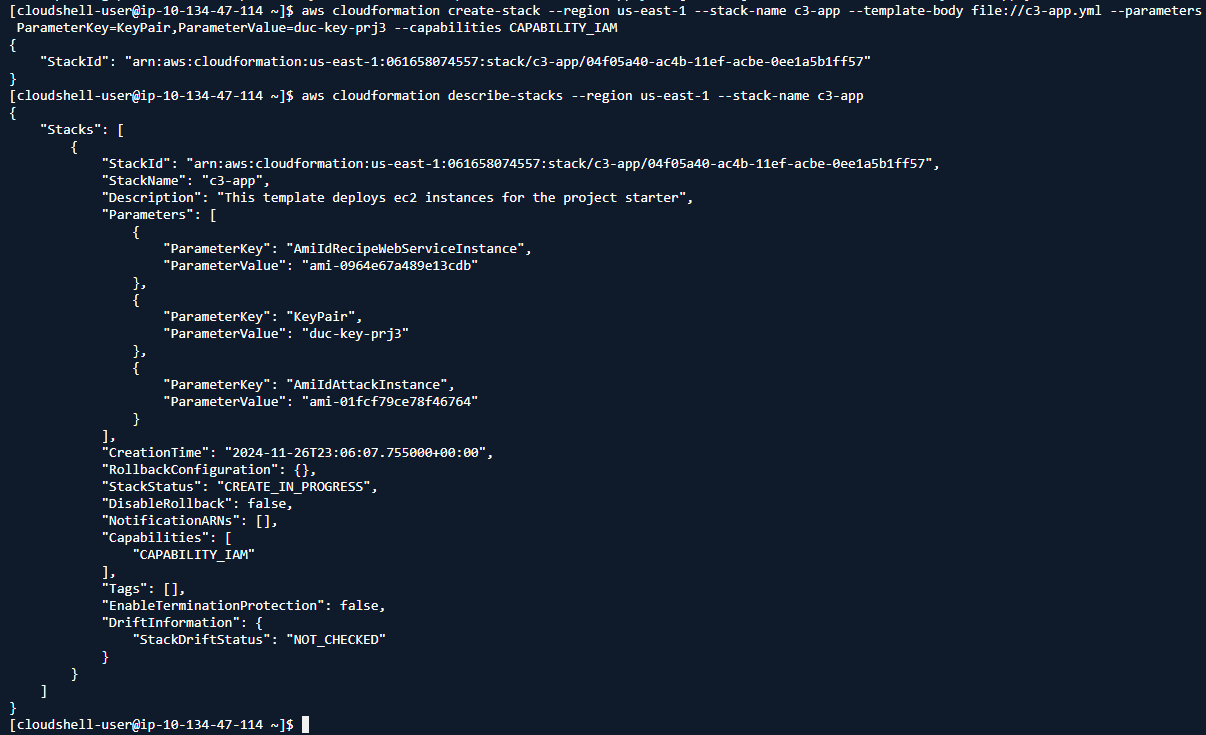 [cloudshell-user@ip-10-134-47-114 ~]$ aws cloudformation create-stack --region us-east-1 --stack-name c3-app --template-body file://c3-app.yml --parameters
 ParameterKey=KeyPair,ParameterValue=duc-key-prj3 --capabilities CAPABILITY_IAM
{
    "StackId": "arn:aws:cloudformation:us-east-1:061658074557:stack/c3-app/04f05a40-ac4b-11ef-acbe-0ee1a5b1ff57"
}
[cloudshell-user@ip-10-134-47-114 ~]$ aws cloudformation describe-stacks --region us-east-1 --stack-name c3-app
{
    "Stacks": [
        {
            "StackId": "arn:aws:cloudformation:us-east-1:061658074557:stack/c3-app/04f05a40-ac4b-11ef-acbe-0ee1a5b1ff57",
            "StackName": "c3-app",
            "Description": "This template deploys ec2 instances for the project starter",
            "Parameters": [
                {
                    "ParameterKey": "AmiIdRecipeWebServiceInstance",
                    "ParameterValue": "ami-0964e67a489e13cdb"
                },
                {
                    "ParameterKey": "KeyPair",
                    "ParameterValue": "duc-key-prj3"
                },
                {
                    "ParameterKey": "AmiIdAttackInstance",
                    "ParameterValue": "ami-01fcf79ce78f46764"
                }
            ],
            "CreationTime": "2024-11-26T23:06:07.755000+00:00",
            "RollbackConfiguration": {},
            "StackStatus": "CREATE_IN_PROGRESS",
            "DisableRollback": false,
            "NotificationARNs": [],
            "Capabilities": [
                "CAPABILITY_IAM"
            ],
            "Tags": [],
            "EnableTerminationProtection": false,
            "DriftInformation": {
                "StackDriftStatus": "NOT_CHECKED"
            }
        }
    ]
}
[cloudshell-user@ip-10-134-47-114 ~]$